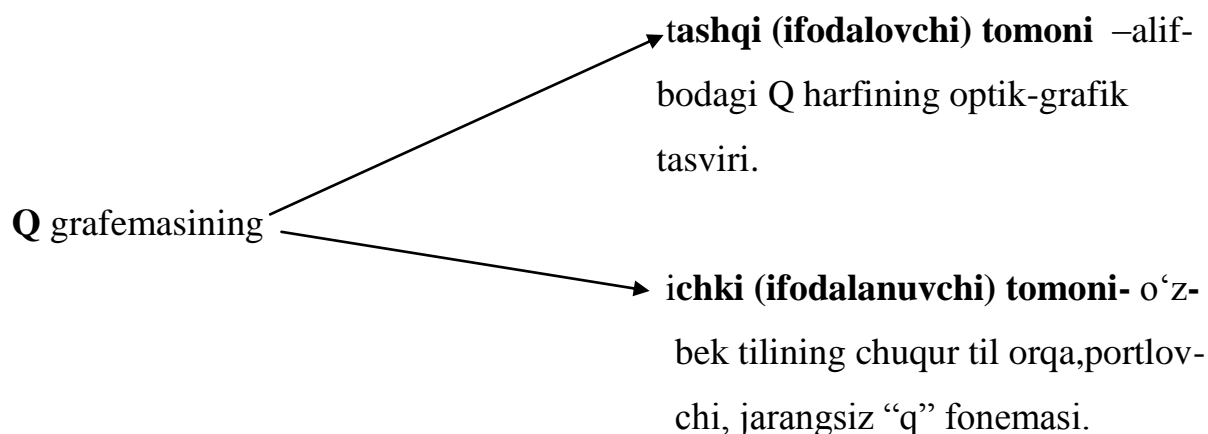 tashqi (ifodalovchi) tomoni –alif-
bodagi Q harfining optik-grafik
tasviri.
Q grafemasining
ichki (ifodalanuvchi) tomoni- o‘z-
bek tilining chuqur til orqa,portlov-
chi, jarangsiz “q” fonemasi.